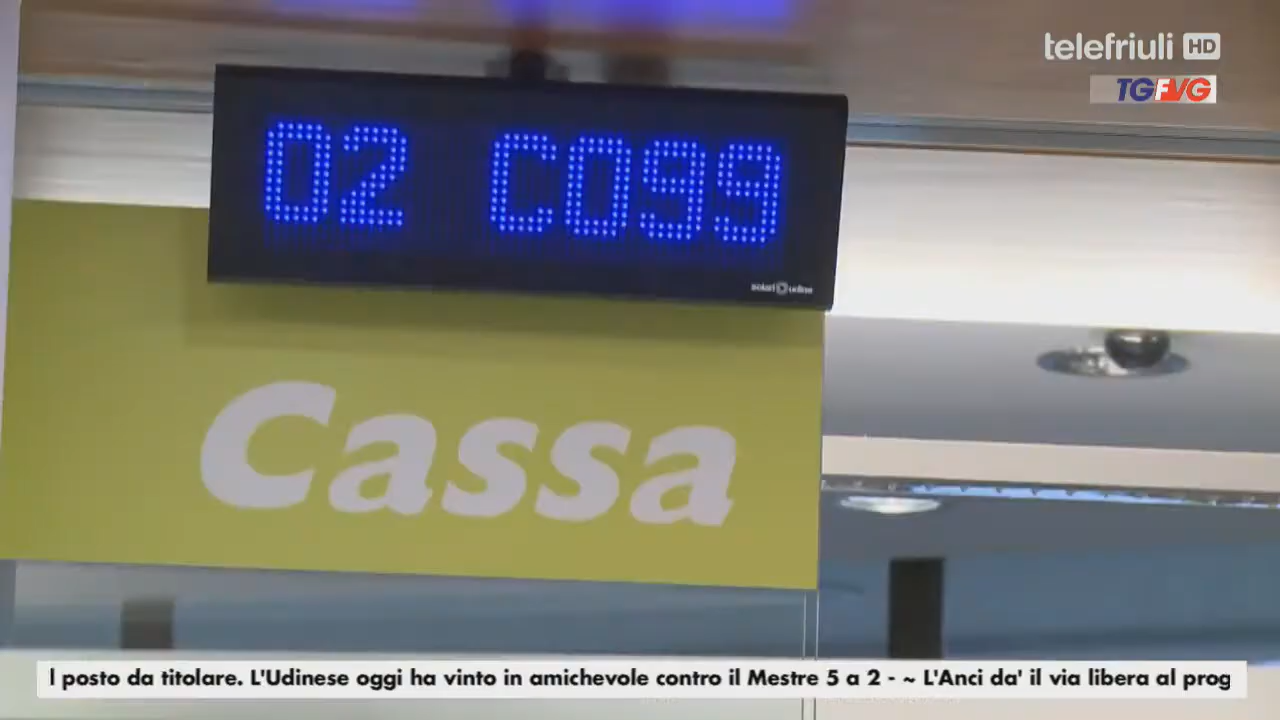 telefriuli HD
TGFVG
02 C099
solari udine
Cassa
l posto da titolare. L'Udinese oggi ha vinto in amichevole contro il Mestre 5 a 2 - ~ L'Anci da' il via libera al prog